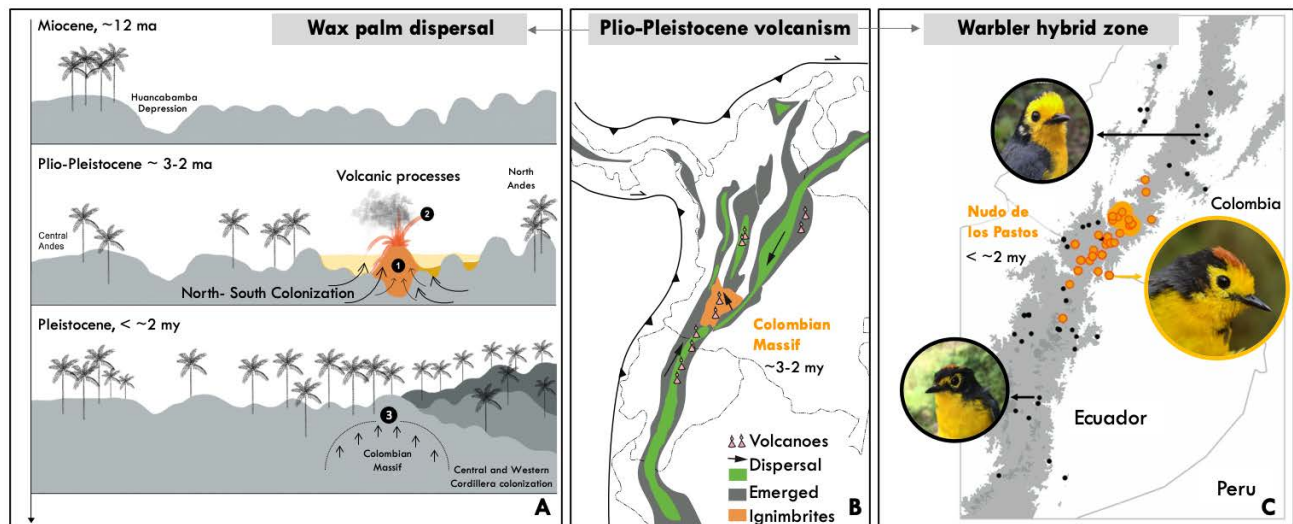 Wax palm dispersal
Miocene, ~12 ma
Huancabamba
Depression
Plio-Pleistocene ~ 3-2 ma
Volcanic processes
North
Andes
2
Central
Andes
1
North- South Colonization
Pleistocene, < ~2 my
3
Colombian
Massif
Central and Western
Cordillera colonization
A
Plio-Pleistocene volcanism
Colombian
Massif
~3-2 my
Volcanoes
Dispersal
Emerged
Ignimbrites
B
Warbler hybrid zone
Colombia
Nudo de
los Pastos
< ~2 my
Ecuador
Peru
C